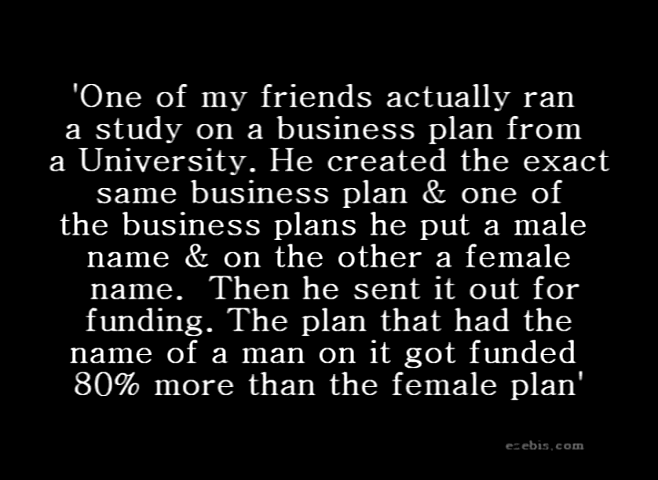 'One of my friends actually ran
a study on a business plan from
a University. He created the exact
same business plan & one of
the business plans he put a male
name & on the other a female
name. Then he sent it out for
funding. The plan that had the
name of a man on it got funded
80% more than the female plan'
ezebis.com